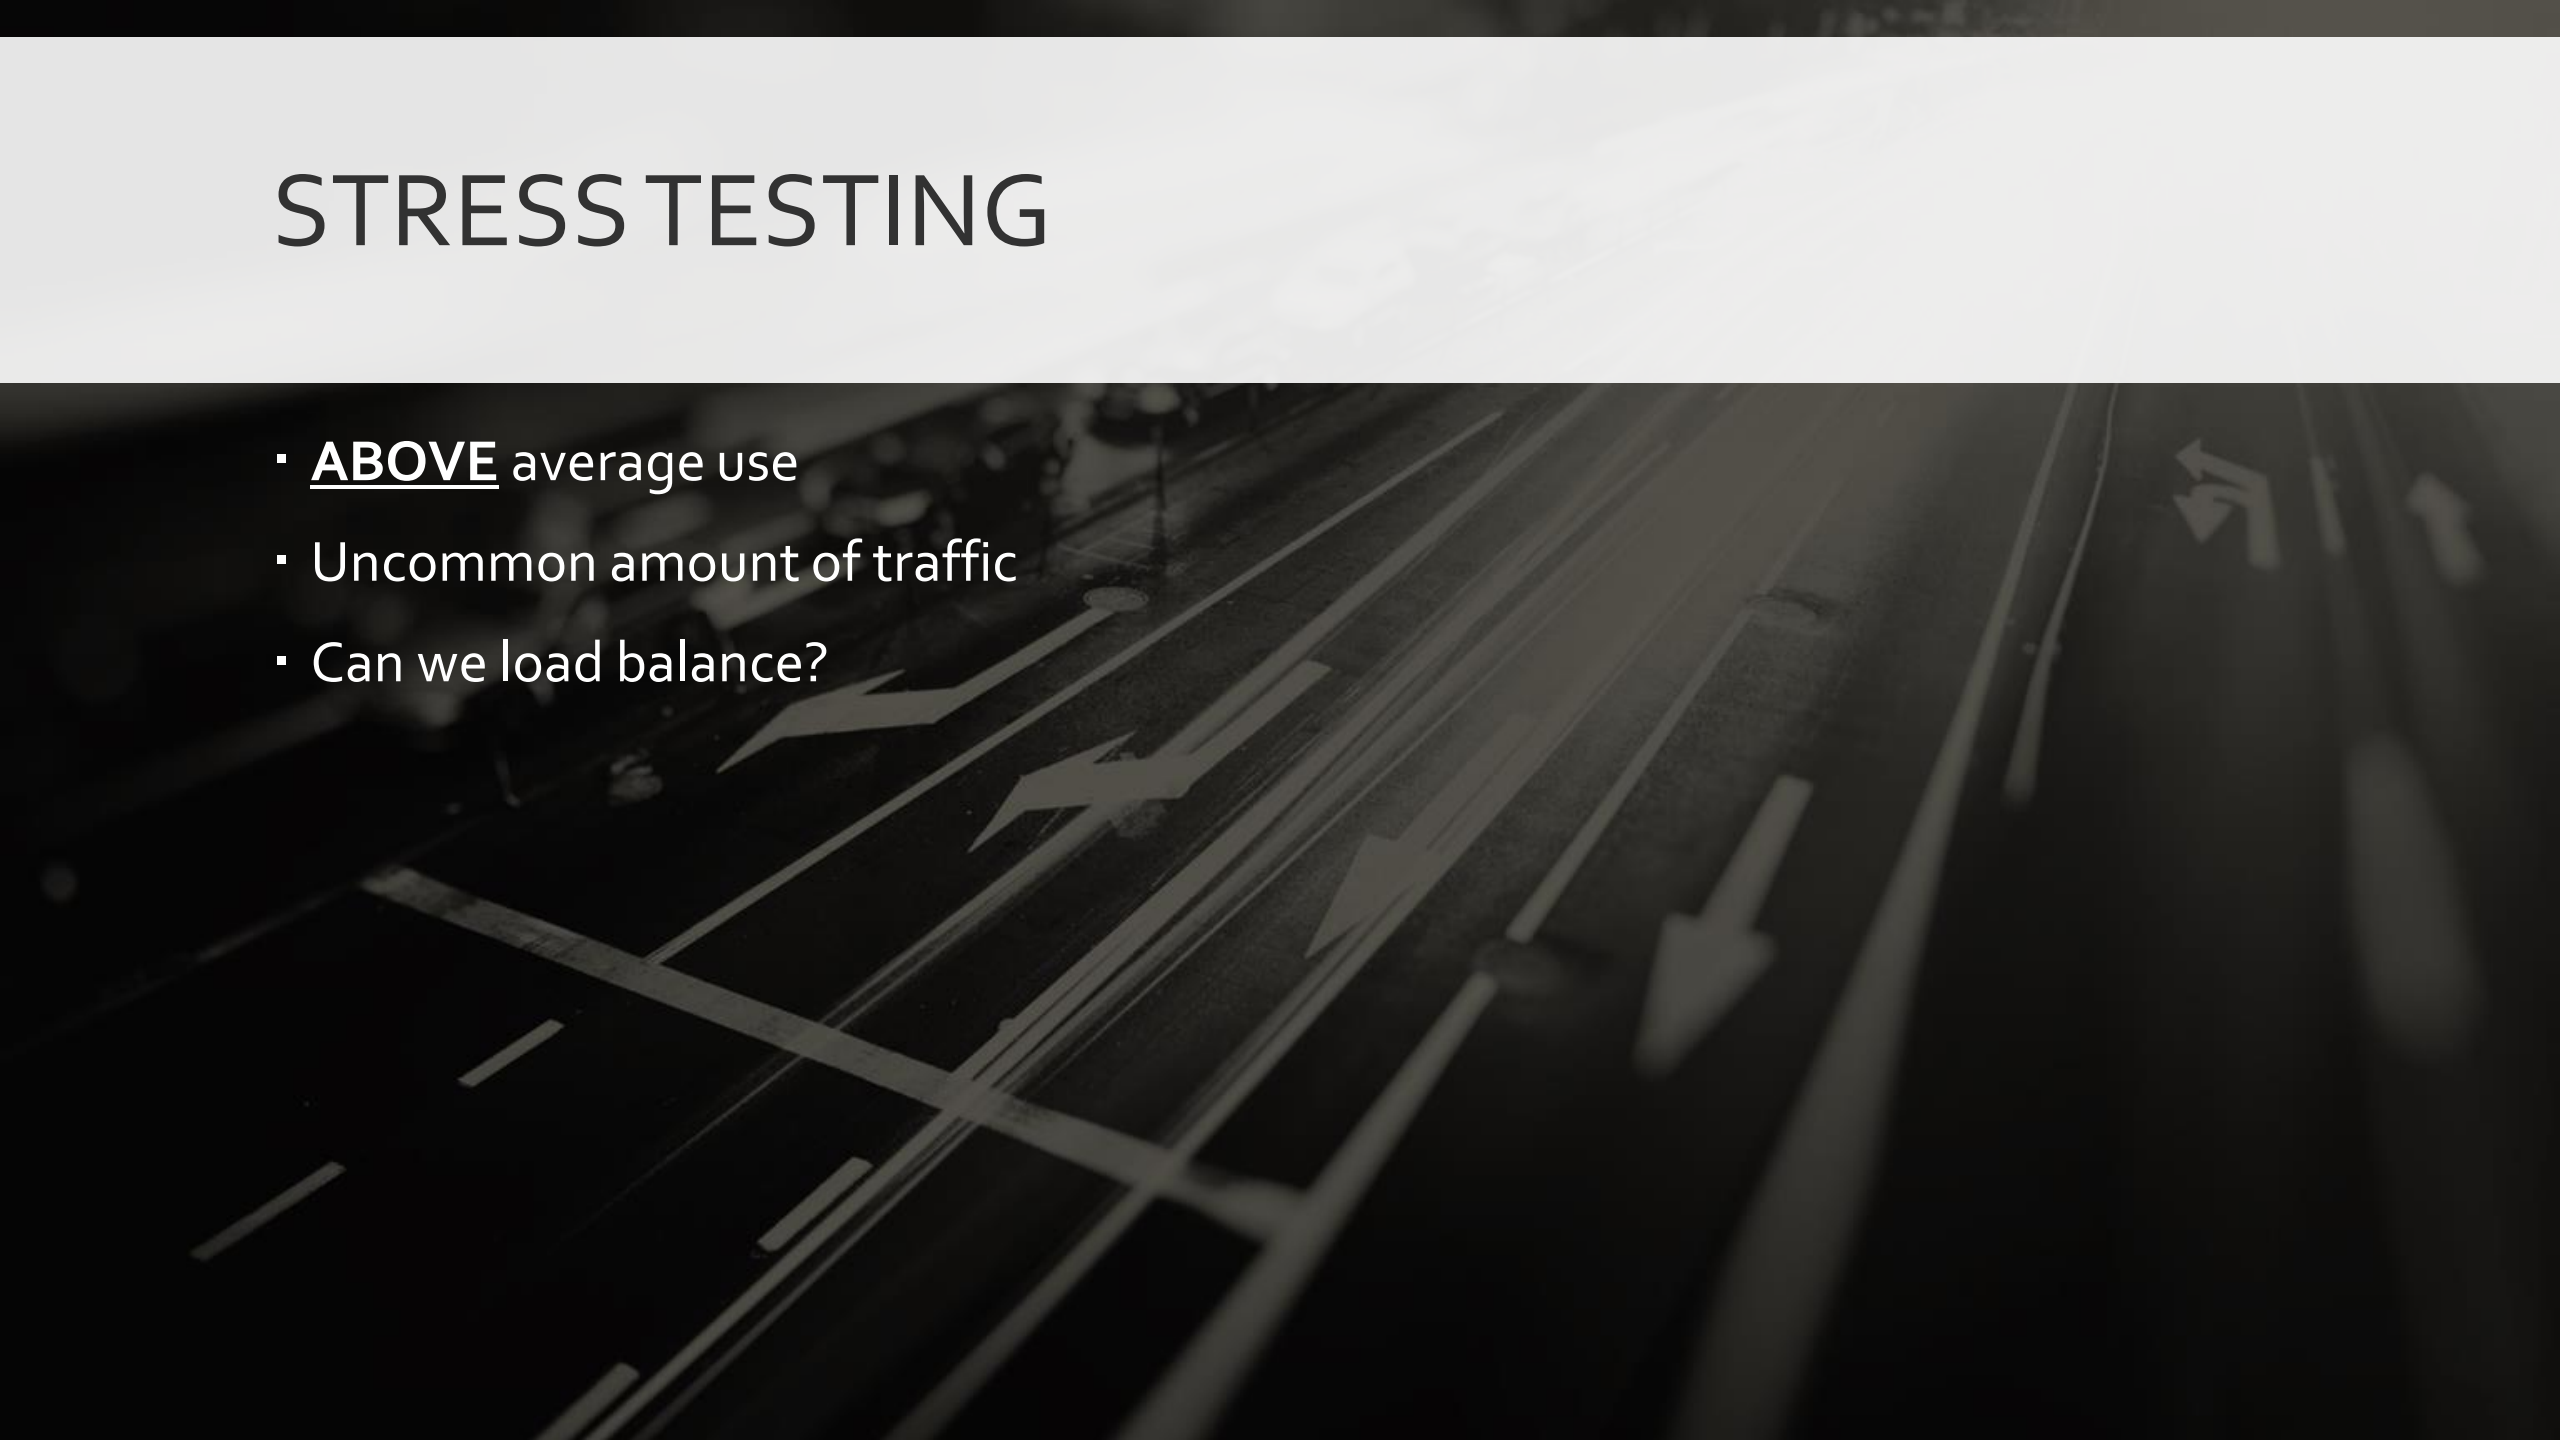 STRESS TESTING
▪ ABOVE average use
▪ Uncommon amount of traffic
▪ Can we load balance?